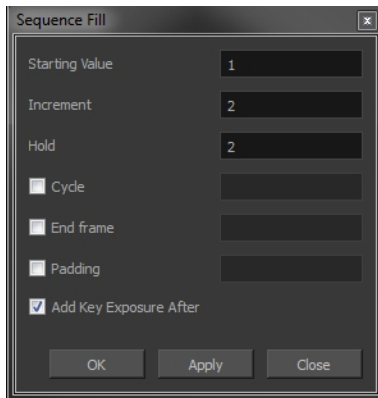 Sequence Fill
Starting Value 1
Increment 2
Hold 2
Cycle
End frame
Padding
Add Key Exposure After
OK Apply Close